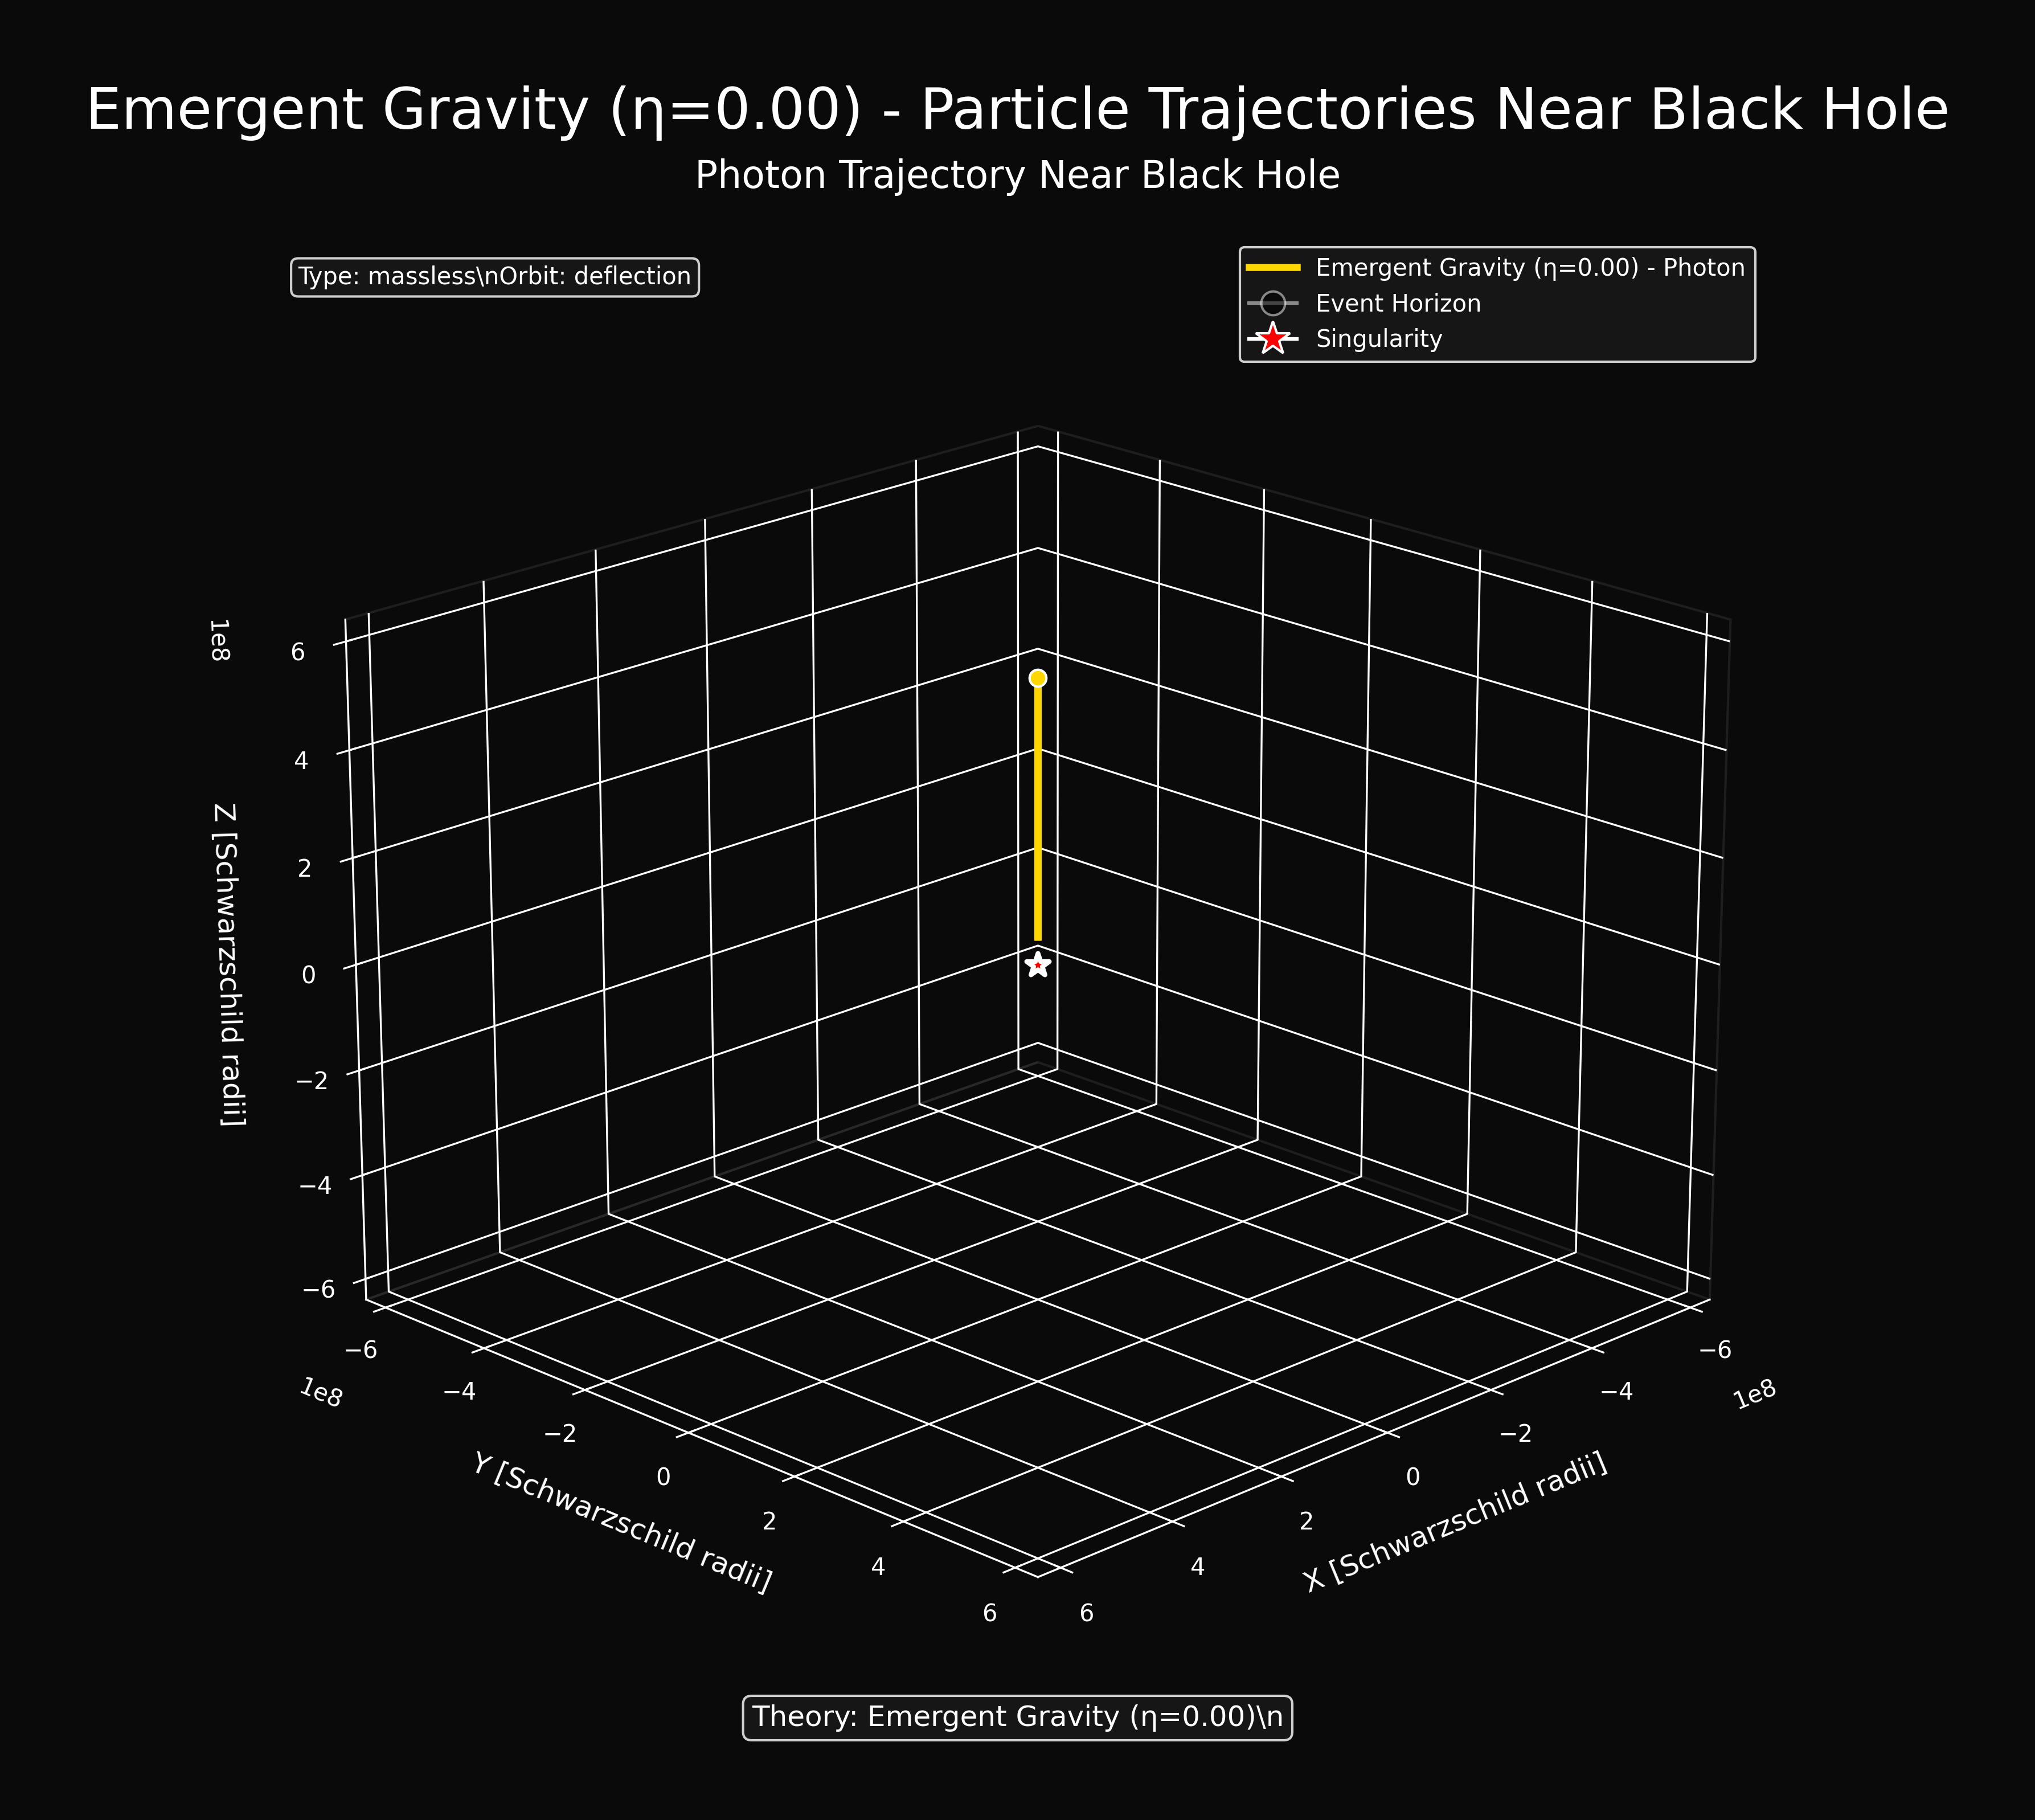 Emergent Gravity (η=0.00) - Particle Trajectories Near Black Hole
Photon Trajectory Near Black Hole
Type: massless\nOrbit: deflection
Emergent Gravity (η=0.00) - Photon
Event Horizon
Singularity
1e8
6
4
2
0
−2
−4
−6
Z [Schwarzschild radii]
−6
−4
−2
0
2
4
6
1e8
Y [Schwarzschild radii]
−6
−4
−2
0
2
4
6
1e8
X [Schwarzschild radii]
Theory: Emergent Gravity (η=0.00)\n